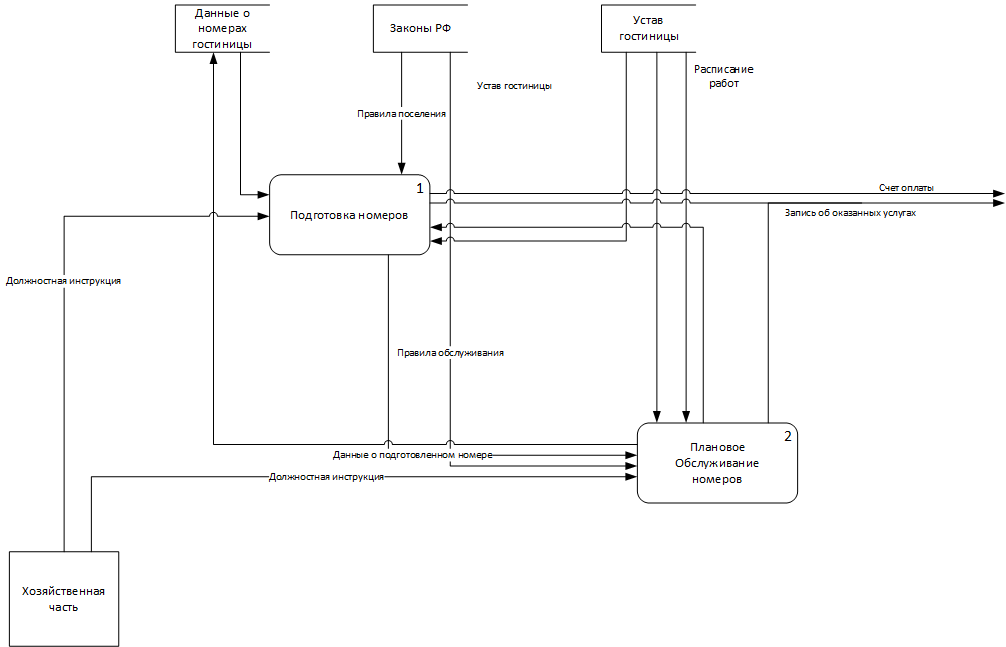 Данные о
номерах
гостиницы
Законы РФ
Устав
гостиницы
Расписание
работ
Устав гостиницы
Правила поселения
1
Подготовка номеров
Счет оплаты
Запись об оказанных услугах
Должностная инструкция
Правила обслуживания
2
Плановое
Обслуживание
номеров
Данные о подготовленном номере
Должностная инструкция
Хозяйственная
часть